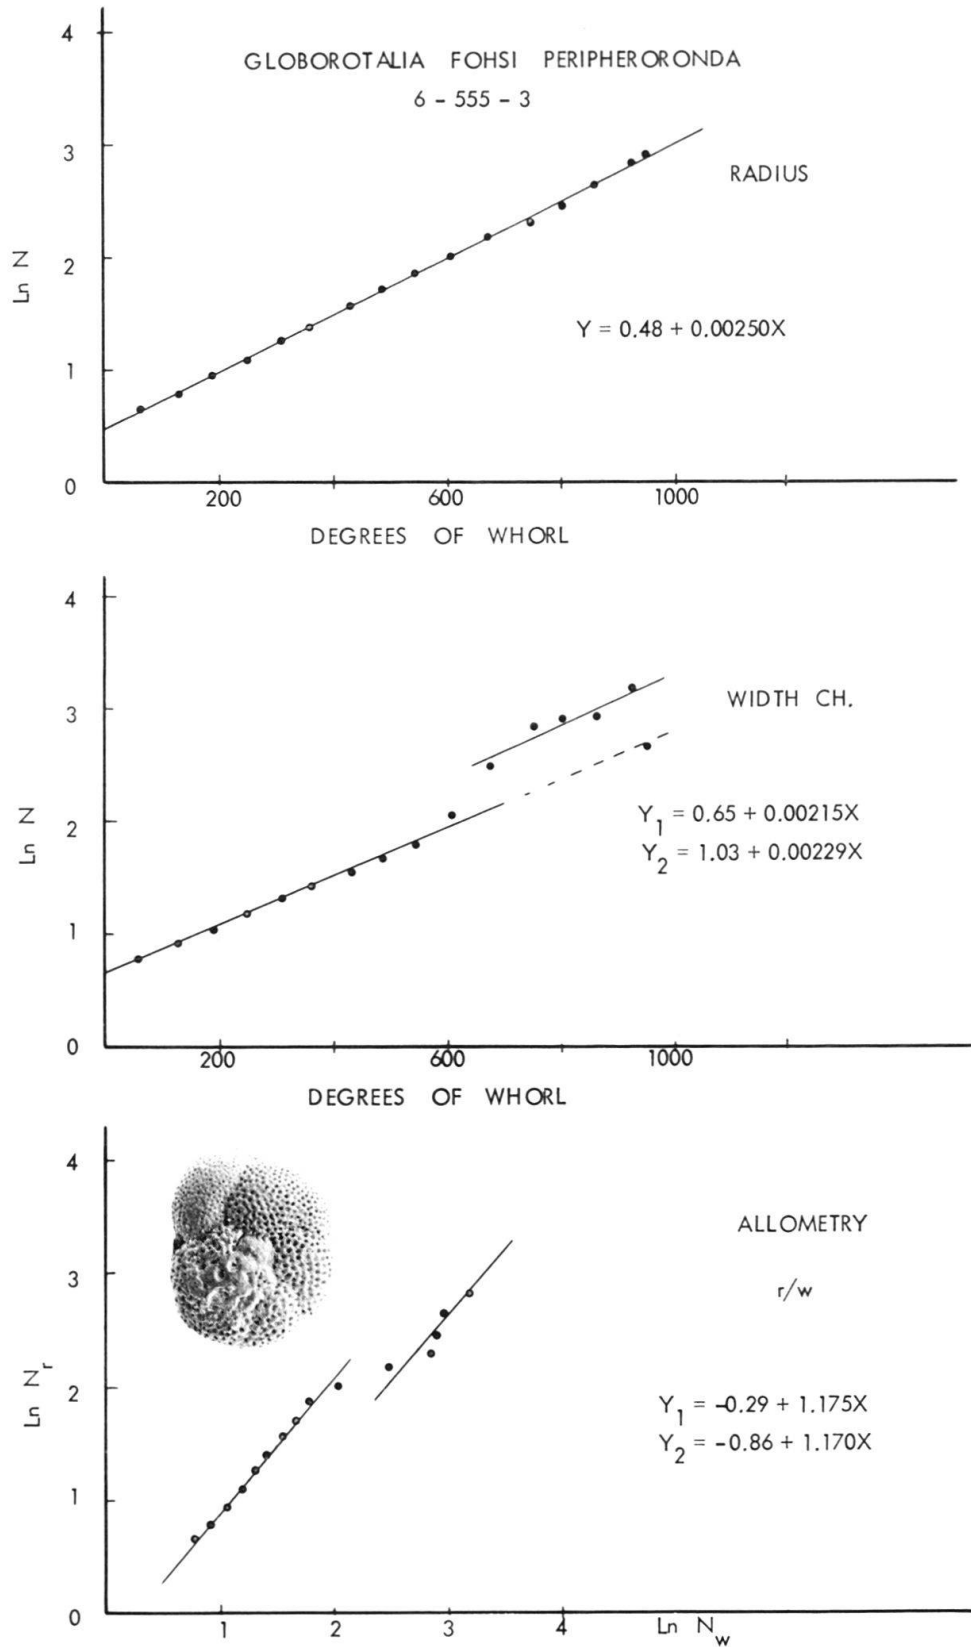 GLOBOROTALIA FOHSI PERIPHERORONDA
6 - 555 - 3
4
3
2
1
0
Ln N
RADIUS
Y = 0.48 + 0.00250X
200 600 1000
DEGREES OF WHORL
4
3
2
1
0
Ln N
WIDTH CH.
Y1 = 0.65 + 0.00215X
Y2 = 1.03 + 0.00229X
200 600 1000
DEGREES OF WHORL
4
3
2
1
0
Ln Nr
ALLOMETRY
r/w
Y1 = -0.29 + 1.175X
Y2 = -0.86 + 1.170X
1 2 3 4 Ln Nw